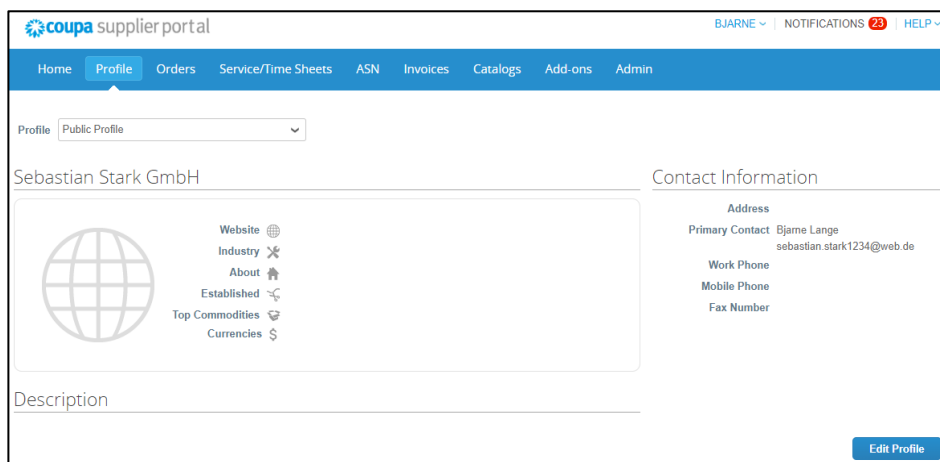 coupa supplier portal
BJARNE NOTIFICATIONS 23 HELP
Home Profile Orders Service/Time Sheets ASN Invoices Catalogs Add-ons Admin
Profile Public Profile
Sebastian Stark GmbH
Website
Industry
About
Established
Top Commodities
Currencies
Description
Contact Information
Address
Primary Contact Bjarne Lange
sebastian.stark1234@web.de
Work Phone
Mobile Phone
Fax Number
Edit Profile